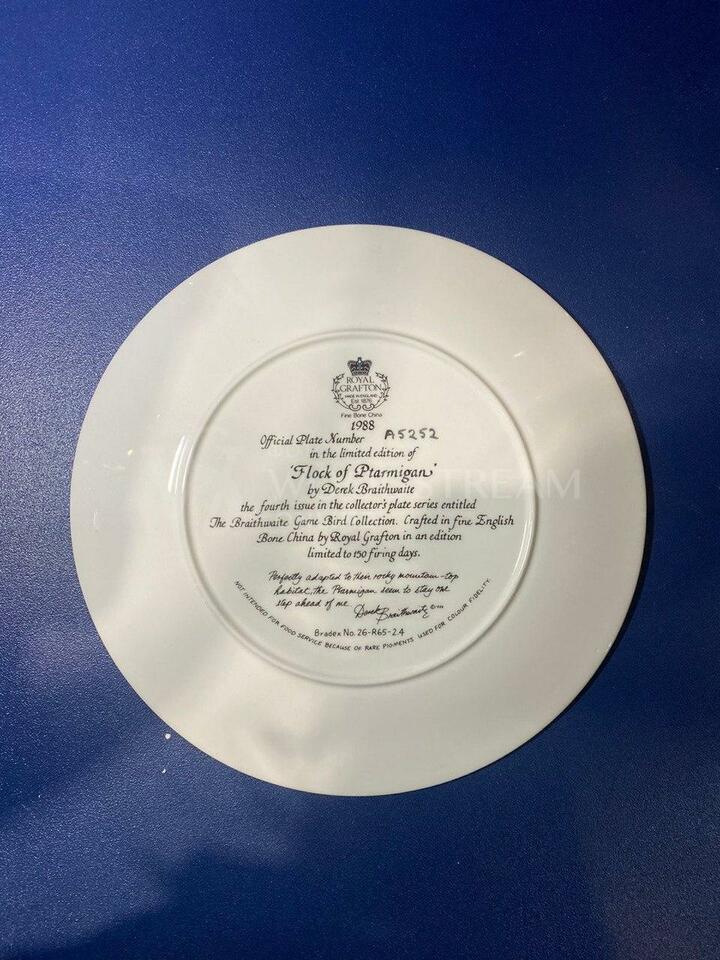 ROYAL
GRAFTON
MADE IN ENGLAND
Est 1876
Fine Bone China
1988
Official Plate Number A5252
in the limited edition of
'Flock of Ptarmigan'
by Derek Braithwaite
the fourth issue in the collector's plate series entitled
The Braithwaite Game Bird Collection. Crafted in fine English
Bone China by Royal Grafton in an edition
limited to 150 firing days.
Perfectly adapted to their rocky mountain-top
habitat, the Ptarmigan seem to stay one
step ahead of me Derek Braithwaite ©
Bradex No. 26-R65-2.4
NOT INTENDED FOR FOOD SERVICE BECAUSE OF RARE PIGMENTS USED FOR COLOUR FIDELITY.